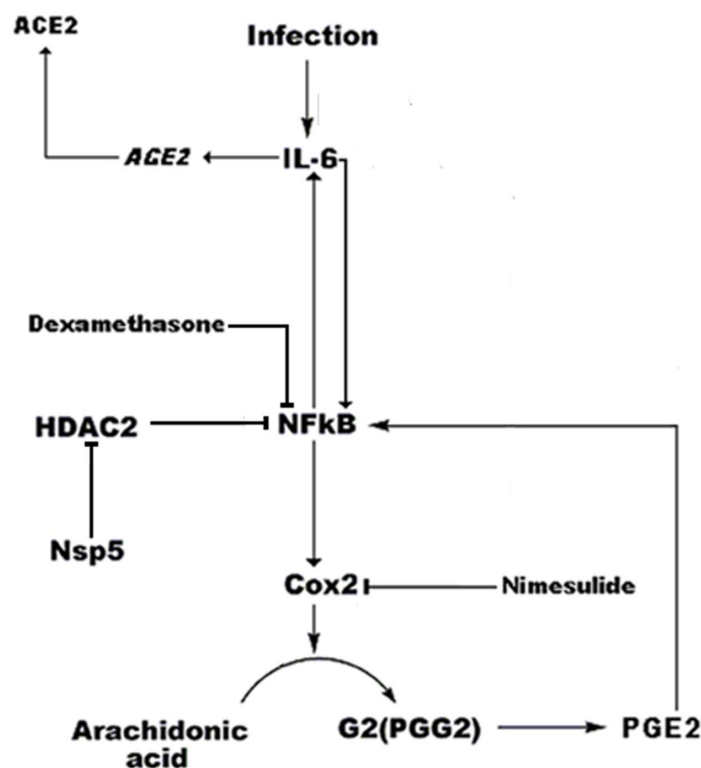 ACE2
Infection
ACE2
IL-6
Dexamethasone
HDAC2
NFkB
Nsp5
Cox2
Nimesulide
Arachidonic
acid
G2(PGG2)
PGE2